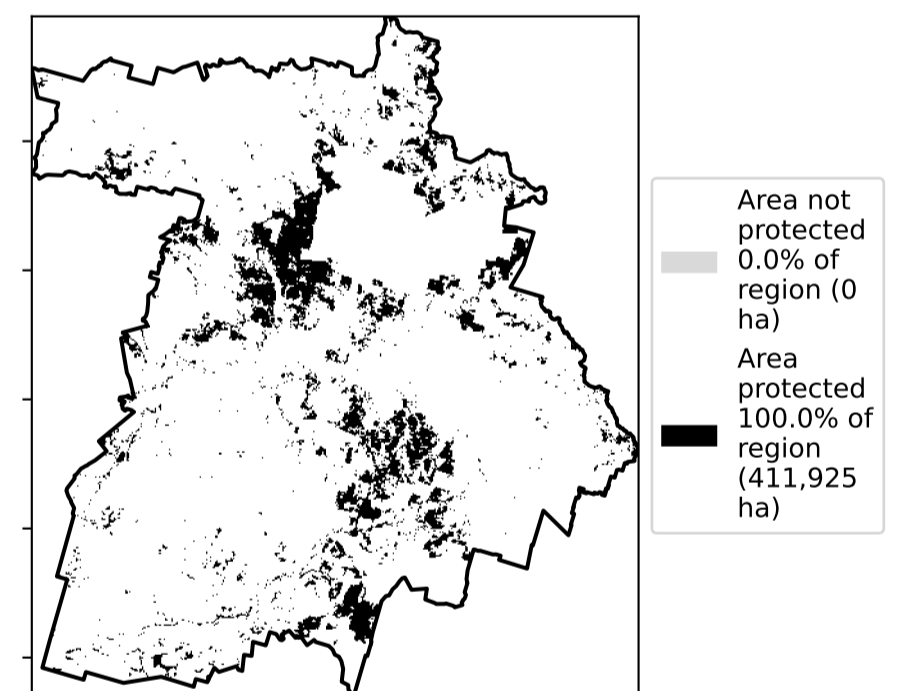 Area not
protected
0.0% of
region (0
ha)
Area
protected
100.0% of
region
(411,925
ha)